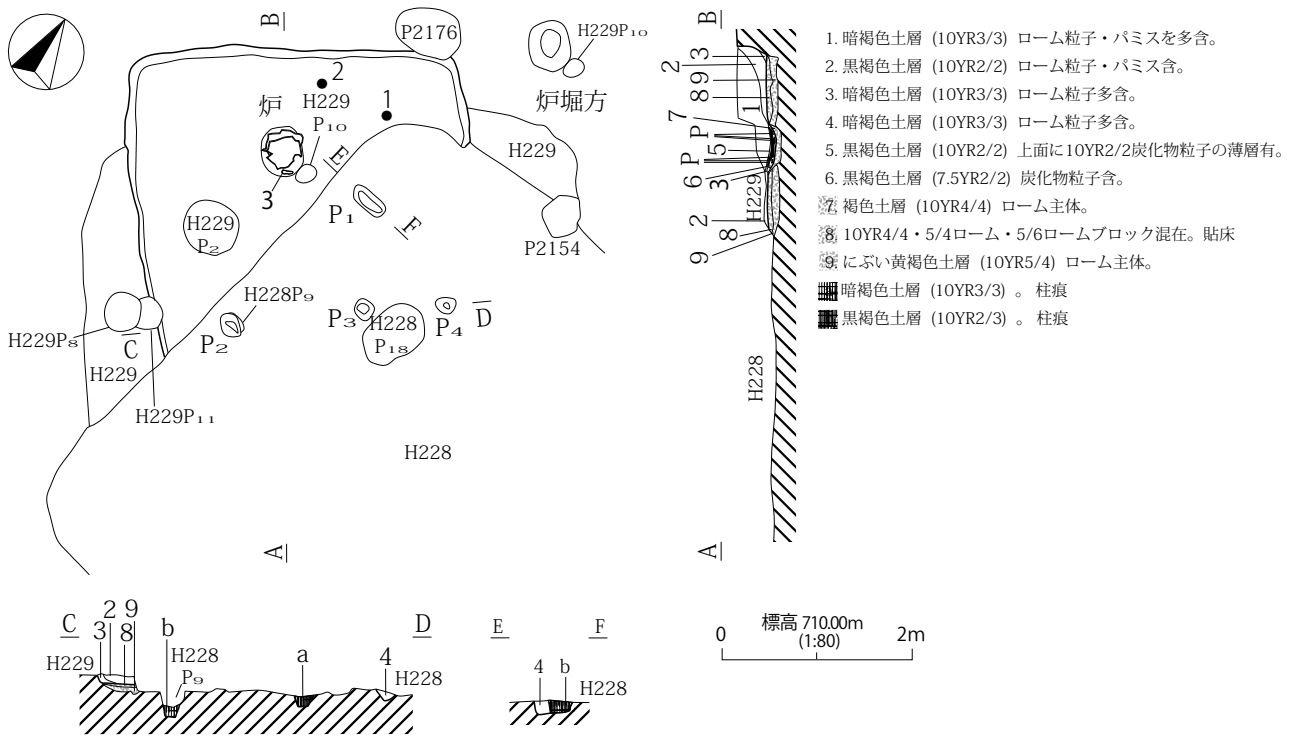 B
P2176
H229P₁₀
炉堀方
2
H229
P₁₀
1
炉
E
3
H229
P₁
F
H229
P₂
P2154
H228P₉
P₂
P₃
H228
P₁₈
P₄
D
H229P₈
C
H229
H229P₁₁
H228
A
B
3
2
9
8
1
7
P
5
P
6
3
H229
2
8
9
H228
A
1. 暗褐色土層 (10YR3/3) ローム粒子・パミスを多含。
2. 黒褐色土層 (10YR2/2) ローム粒子・パミス含。
3. 暗褐色土層 (10YR3/3) ローム粒子多含。
4. 暗褐色土層 (10YR3/3) ローム粒子多含。
5. 黒褐色土層 (10YR2/2) 上面に10YR2/2炭化物粒子の薄層有。
6. 黒褐色土層 (7.5YR2/2) 炭化物粒子含。
7. 褐色土層 (10YR4/4) ローム主体。
8. 10YR4/4・5/4ローム・5/6ロームブロック混在。貼床
9. にぶい黄褐色土層 (10YR5/4) ローム主体。
暗褐色土層 (10YR3/3) 。 柱痕
黒褐色土層 (10YR2/3) 。 柱痕
C
2 9
3 8
b
H229
H228
P₉
a
4
H228
D
E
F
4 b
H228
標高 710.00m
0 (1:80) 2m